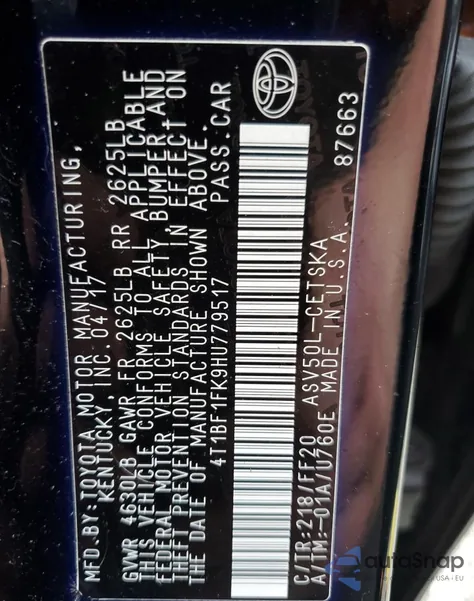 MFD.BY:TOYOTA MOTOR MANUFACTURING,
KENTUCKY, INC.04/17
GVWR 4630LB GAWR FR 2625LB RR 2625LB
THIS VEHICLE CONFORMS TO ALL APPLICABLE
FEDERAL MOTOR VEHICLE SAFETY, BUMPER AND
THEFT PREVENTION STANDARDS IN EFFECT ON
THE DATE OF MANUFACTURE SHOWN ABOVE.
4T1BF1FK9HU779517 PASS.CAR
C/TR:218/FF20 ASV50L-CETSKA
A/TM:-01A/U760E MADE IN U.S.A.
87663
autoSnap